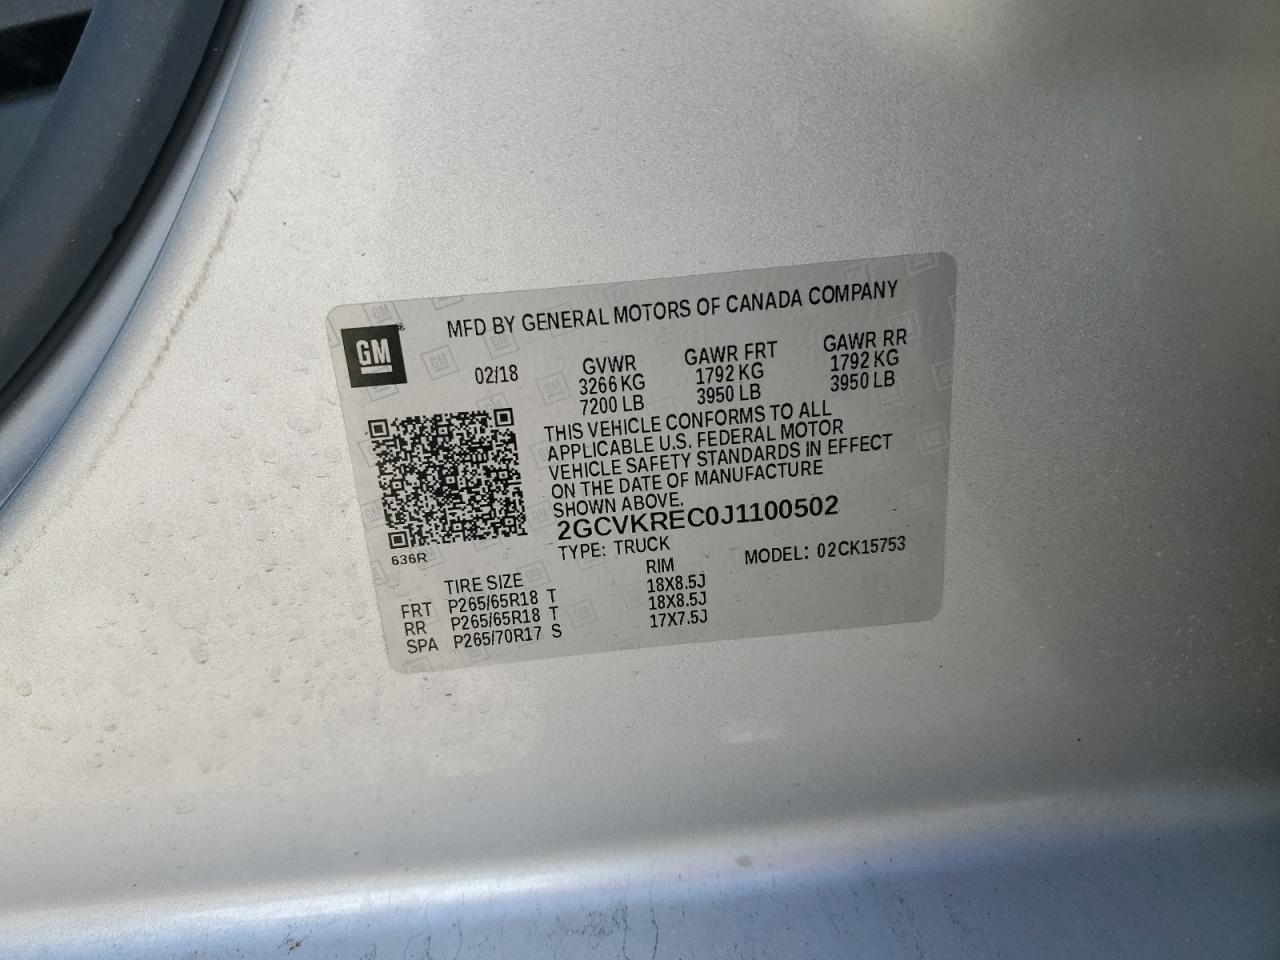 MFD BY GENERAL MOTORS OF CANADA COMPANY
GM
02/18
GVWR GAWR FRT GAWR RR
3266 KG 1792 KG 1792 KG
7200 LB 3950 LB 3950 LB
THIS VEHICLE CONFORMS TO ALL
APPLICABLE U.S. FEDERAL MOTOR
VEHICLE SAFETY STANDARDS IN EFFECT
ON THE DATE OF MANUFACTURE
SHOWN ABOVE.
2GCVKREC0J1100502
636R
TYPE: TRUCK MODEL: 02CK15753
TIRE SIZE RIM
FRT P265/65R18 T 18X8.5J
RR P265/65R18 T 18X8.5J
SPA P265/70R17 S 17X7.5J